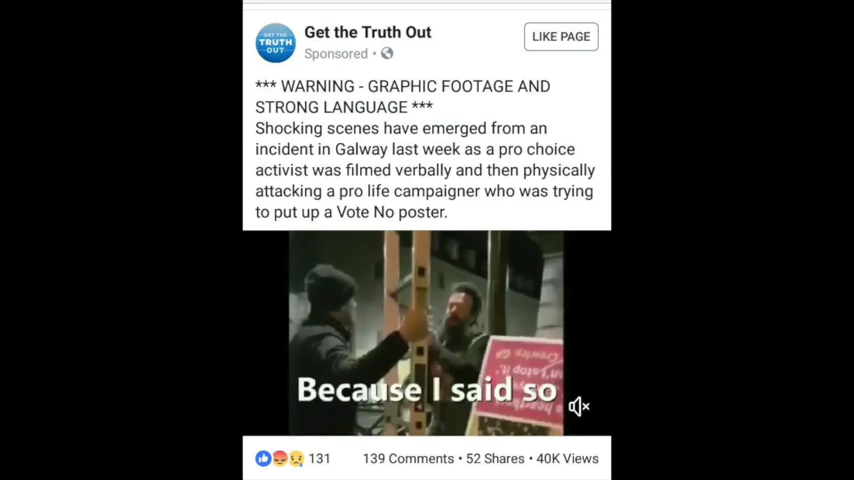 GET THE
TRUTH
OUT
Get the Truth Out
Sponsored •
LIKE PAGE
*** WARNING - GRAPHIC FOOTAGE AND
STRONG LANGUAGE ***
Shocking scenes have emerged from an
incident in Galway last week as a pro choice
activist was filmed verbally and then physically
attacking a pro life campaigner who was trying
to put up a Vote No poster.
Crowley, GP
Because I said so
131
139 Comments • 52 Shares • 40K Views